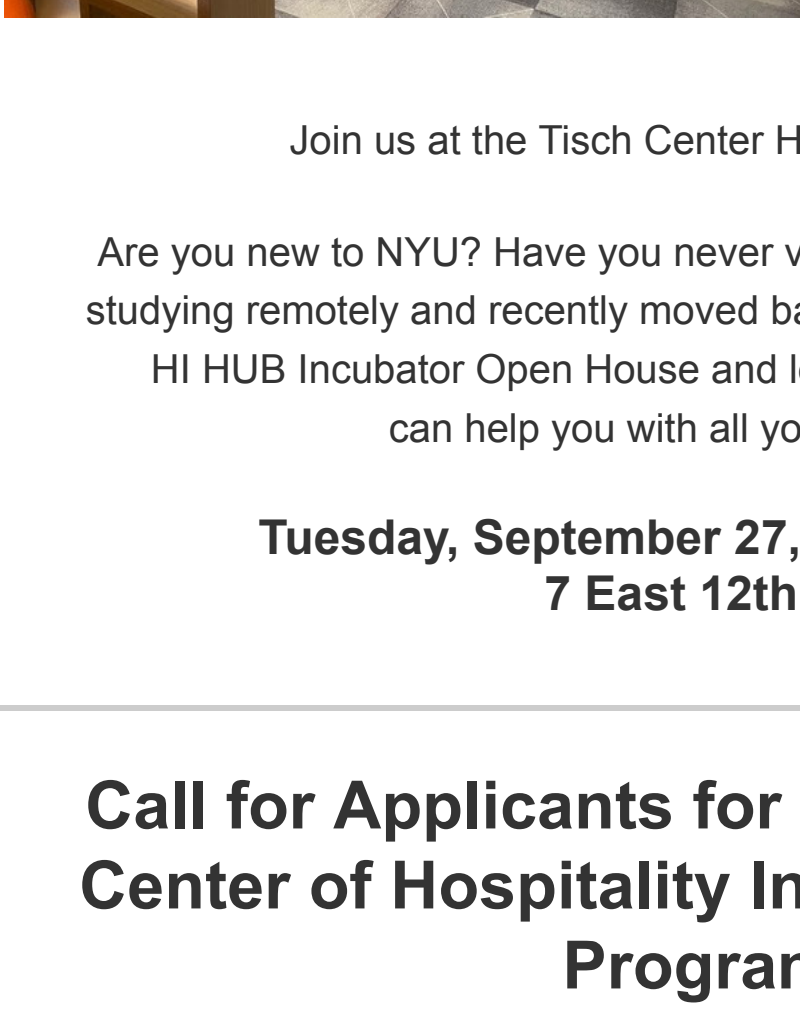 Join us at the Tisch Center H
Are you new to NYU? Have you never v
studying remotely and recently moved ba
HI HUB Incubator Open House and le
can help you with all yo
Tuesday, September 27,
7 East 12th
Call for Applicants for
Center of Hospitality In
Progra